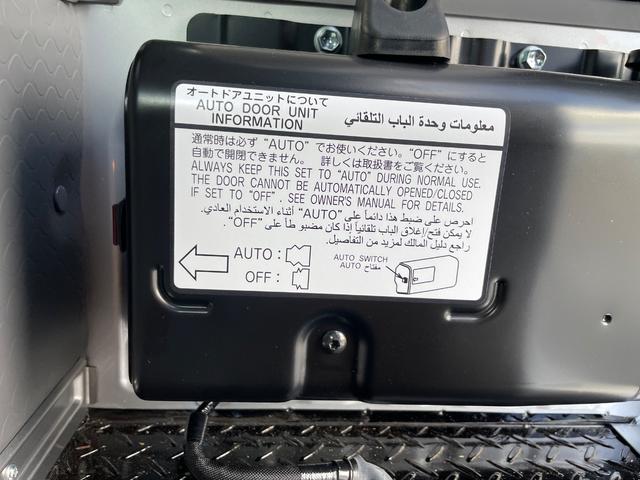 オートドアユニットについて
AUTO DOOR UNIT
INFORMATION
معلومات وحدة الباب التلقائي
通常時は必ず "AUTO" でお使いください。"OFF" にすると
自動で開閉できません。 詳しくは取扱書をご覧ください。
ALWAYS KEEP THIS SET TO "AUTO" DURING NORMAL USE.
THE DOOR CANNOT BE AUTOMATICALLY OPENED/CLOSED
IF SET TO "OFF". SEE OWNER'S MANUAL FOR DETAILS.
احرص على ضبط هذا دائماً على "AUTO" أثناء الاستخدام العادي.
لا يمكن فتح/إغلاق الباب تلقائياً إذا كان مضبو طاً على "OFF".
راجع دليل المالك لمزيد من التفاصيل.
AUTO :
OFF :
AUTO SWITCH
مفتاح AUTO